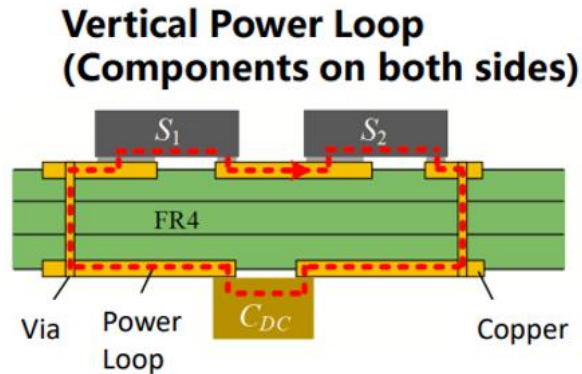 Vertical Power Loop
(Components on both sides)
S1
S2
FR4
CDC
Via
Power
Loop
Copper